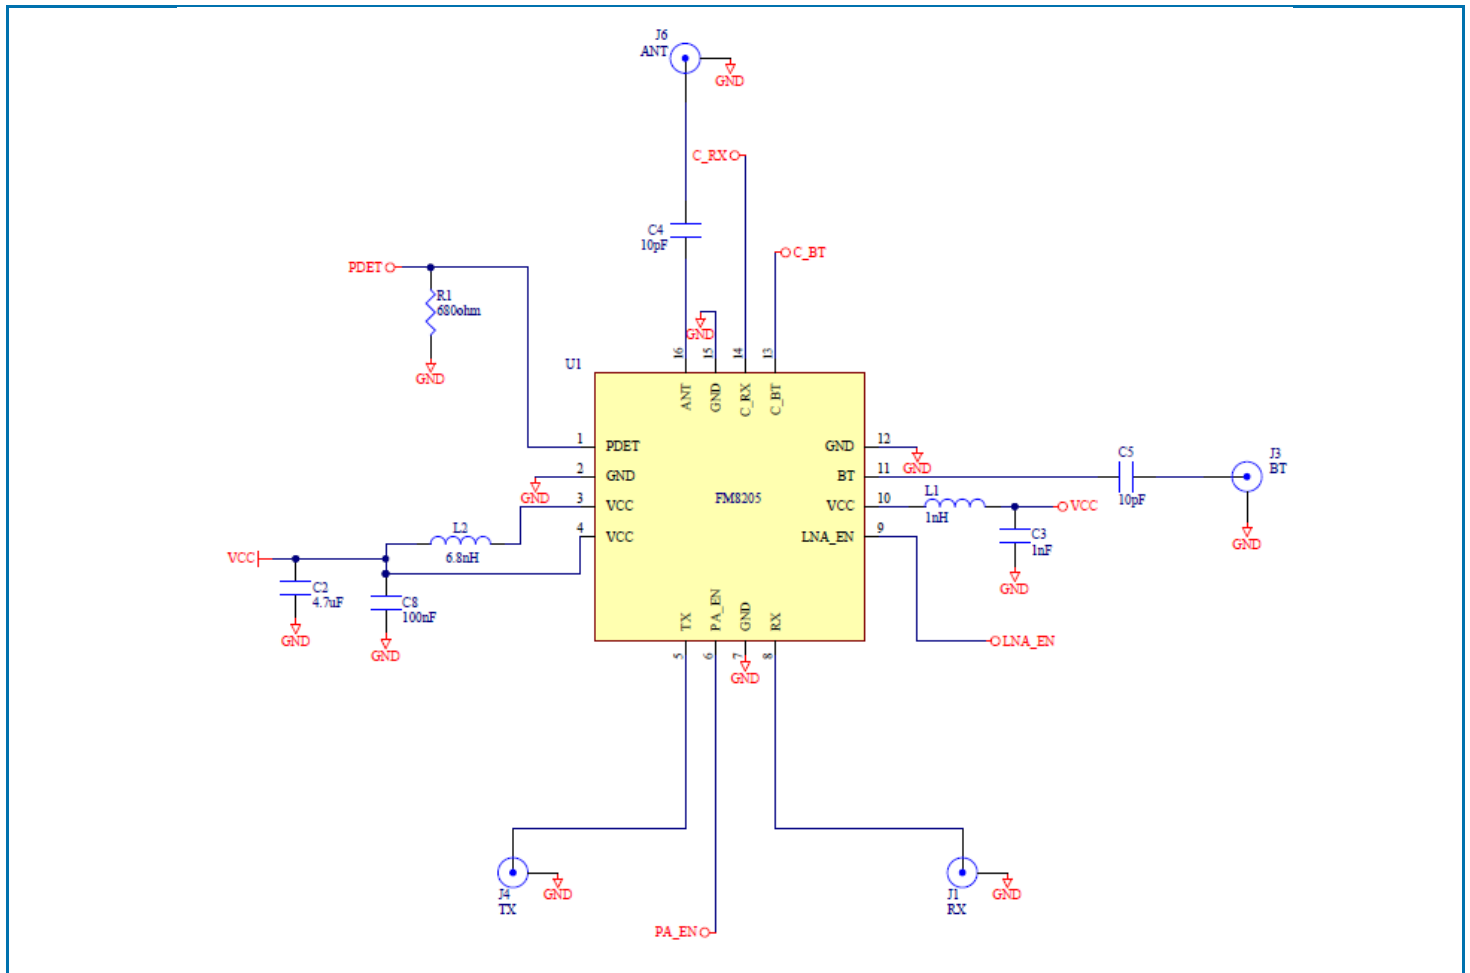 J6
ANT
GND
C_RX
C4
10pF
C_BT
PDET
R1
680ohm
GND
GND
U1
16
15
14
13
ANT
GND
C_RX
C_BT
1
PDET
GND
12
GND
2
GND
GND
BT
11
C5
10pF
J3
BT
GND
3
VCC
FM8205
VCC
10
L1
1nH
VCC
4
VCC
LNA_EN
9
C3
1nF
GND
L2
6.8nH
VCC
C2
4.7uF
GND
C8
100nF
GND
TX
PA_EN
GND
RX
5
6
7
8
GND
LNA_EN
J4
TX
GND
J1
RX
GND
PA_EN